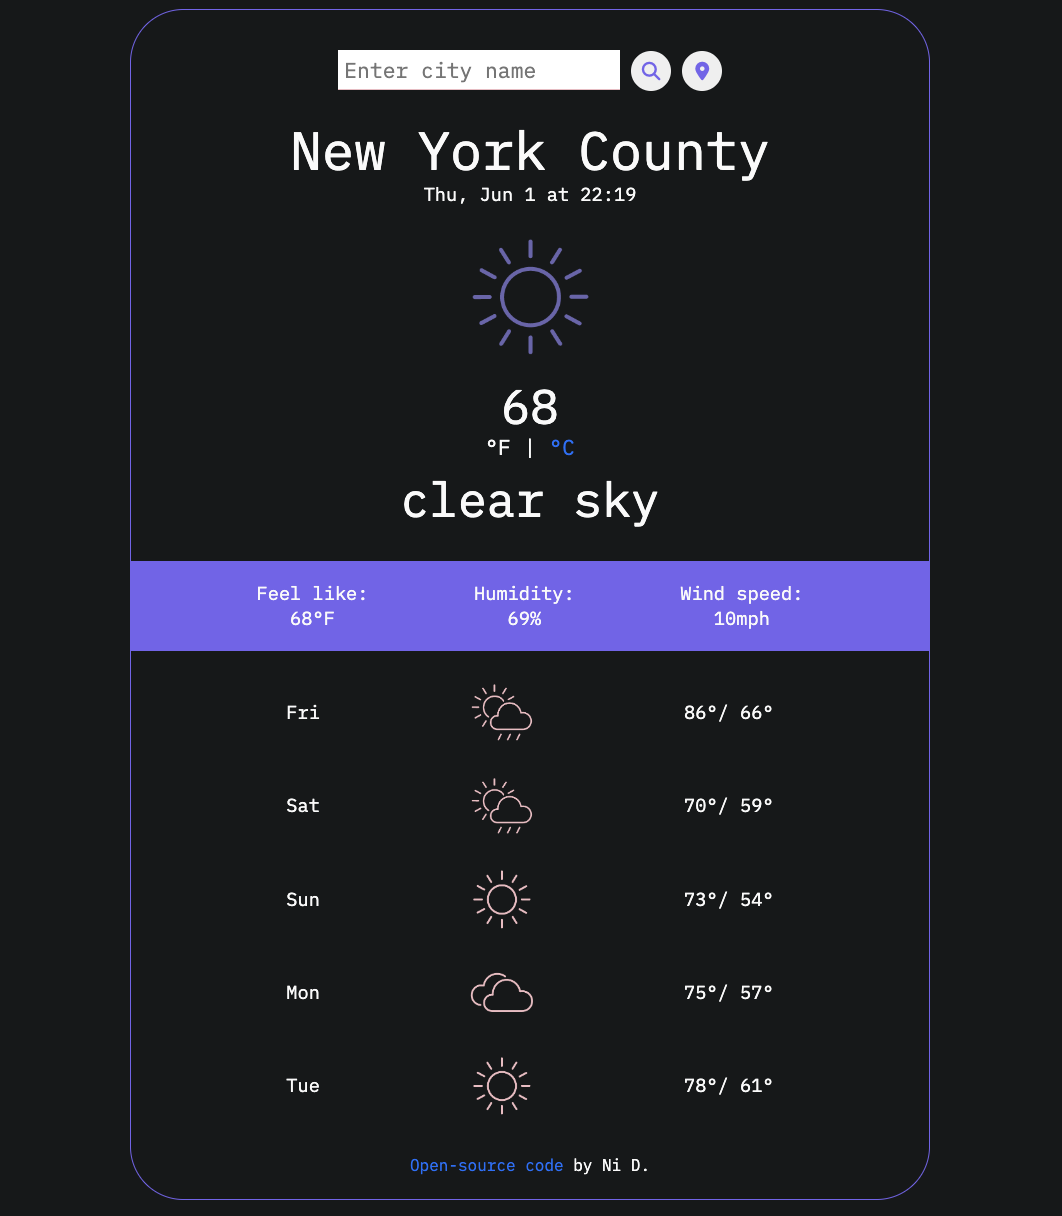 Enter city name
New York County
Thu, Jun 1 at 22:19
68
°F | °C
clear sky
Feel like: Humidity: Wind speed:
68°F 69% 10mph
Fri 86°/ 66°
Sat 70°/ 59°
Sun 73°/ 54°
Mon 75°/ 57°
Tue 78°/ 61°
Open-source code by Ni D.